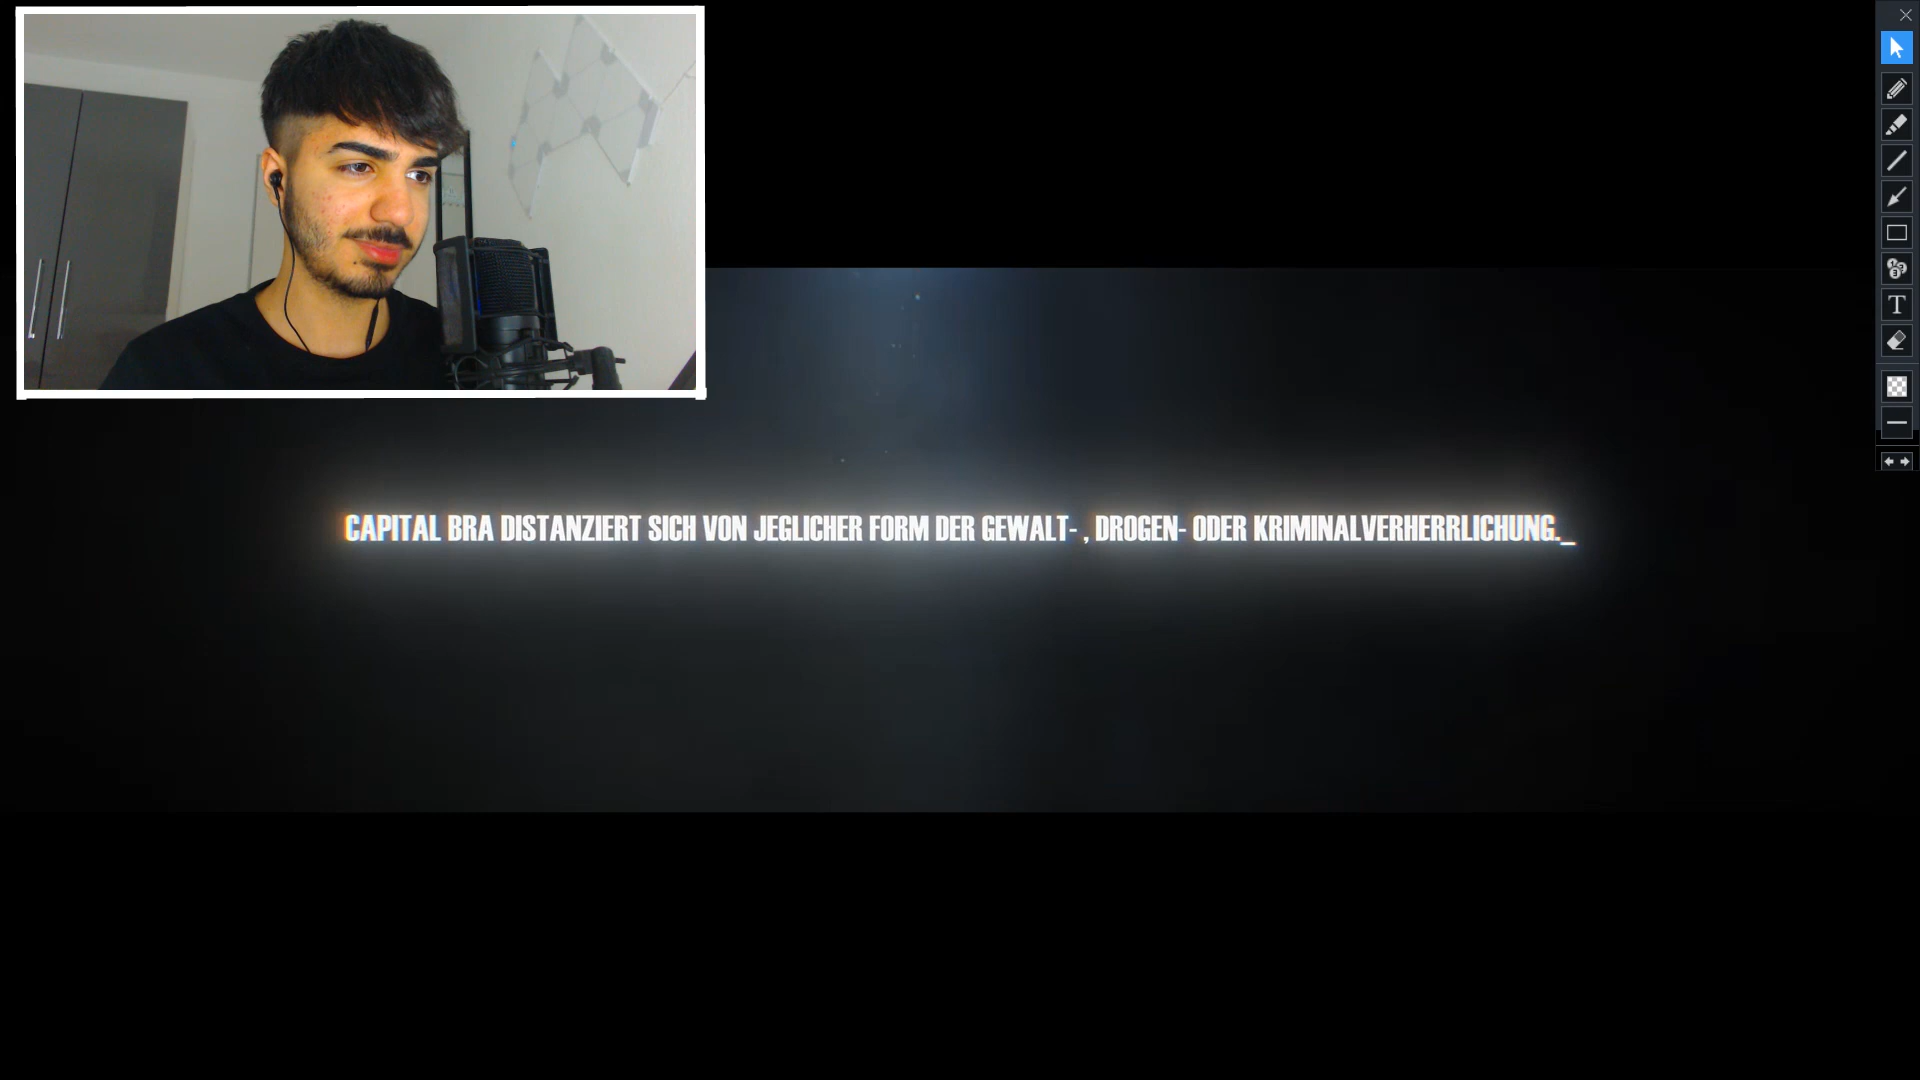 CAPITAL BRA DISTANZIERT SICH VON JEGLICHER FORM DER GEWALT- , DROGEN- ODER KRIMINALVERHERRLICHUNG._
T